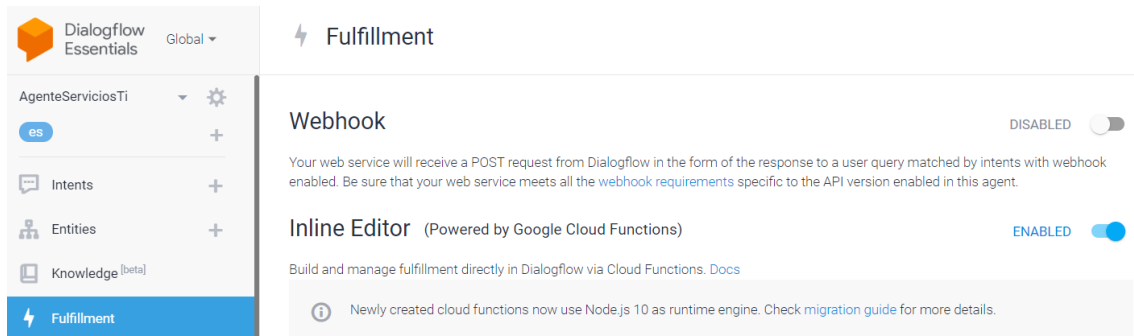 Dialogflow
Essentials
Global
Fulfillment
AgenteServiciosTi
es
Intents
Entities
Knowledge [beta]
Fulfillment
Webhook
DISABLED
Your web service will receive a POST request from Dialogflow in the form of the response to a user query matched by intents with webhook
enabled. Be sure that your web service meets all the webhook requirements specific to the API version enabled in this agent.
Inline Editor (Powered by Google Cloud Functions)
ENABLED
Build and manage fulfillment directly in Dialogflow via Cloud Functions. Docs
Newly created cloud functions now use Node.js 10 as runtime engine. Check migration guide for more details.